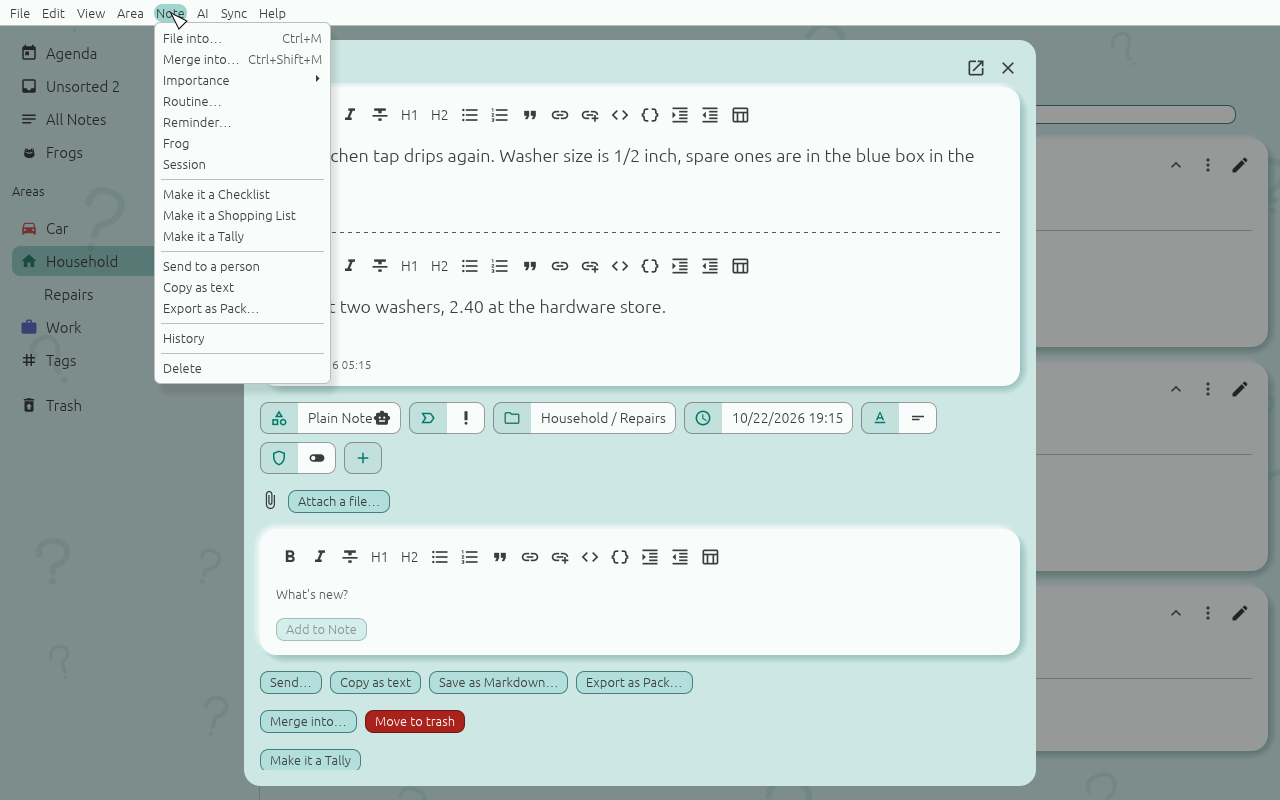 File Edit View Area Note AI Sync Help
File into… Ctrl+M
Merge into… Ctrl+Shift+M
Importance
Routine…
Reminder…
Frog
Session
Make it a Checklist
Make it a Shopping List
Make it a Tally
Send to a person
Copy as text
Export as Pack…
History
Delete
Agenda
Unsorted 2
All Notes
Frogs
Areas
Car
Household
Repairs
Work
Tags
Trash
H1 H2
tap drips again. Washer size is 1/2 inch, spare ones are in the blue box in the
H1 H2
two washers, 2.40 at the hardware store.
05:15
Plain Note
Household / Repairs
10/22/2026 19:15
Attach a file…
B I H1 H2
What's new?
Add to Note
Send… Copy as text Save as Markdown… Export as Pack…
Merge into… Move to trash
Make it a Tally